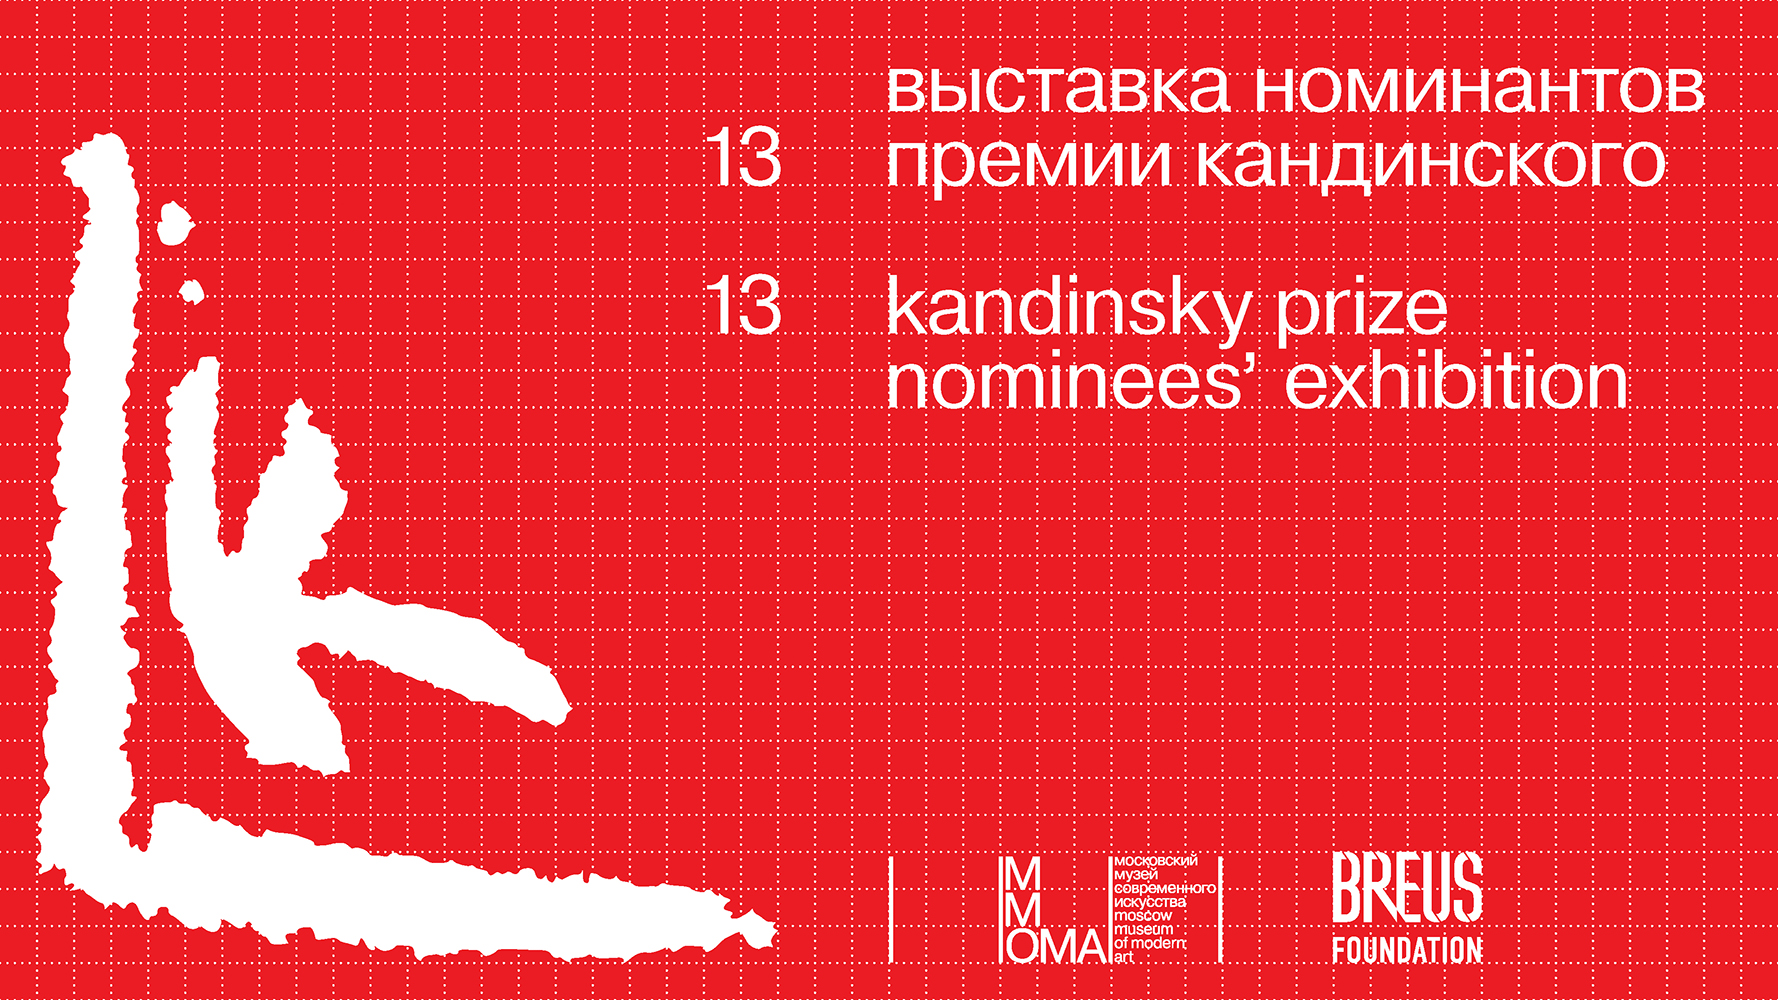 выставка номинантов
13 премии кандинского
13 kandinsky prize
nominees’ exhibition
M
M
OMA
московский
музей
современного
искусства
moscow
museum
of modern
art
BREUS
FOUNDATION